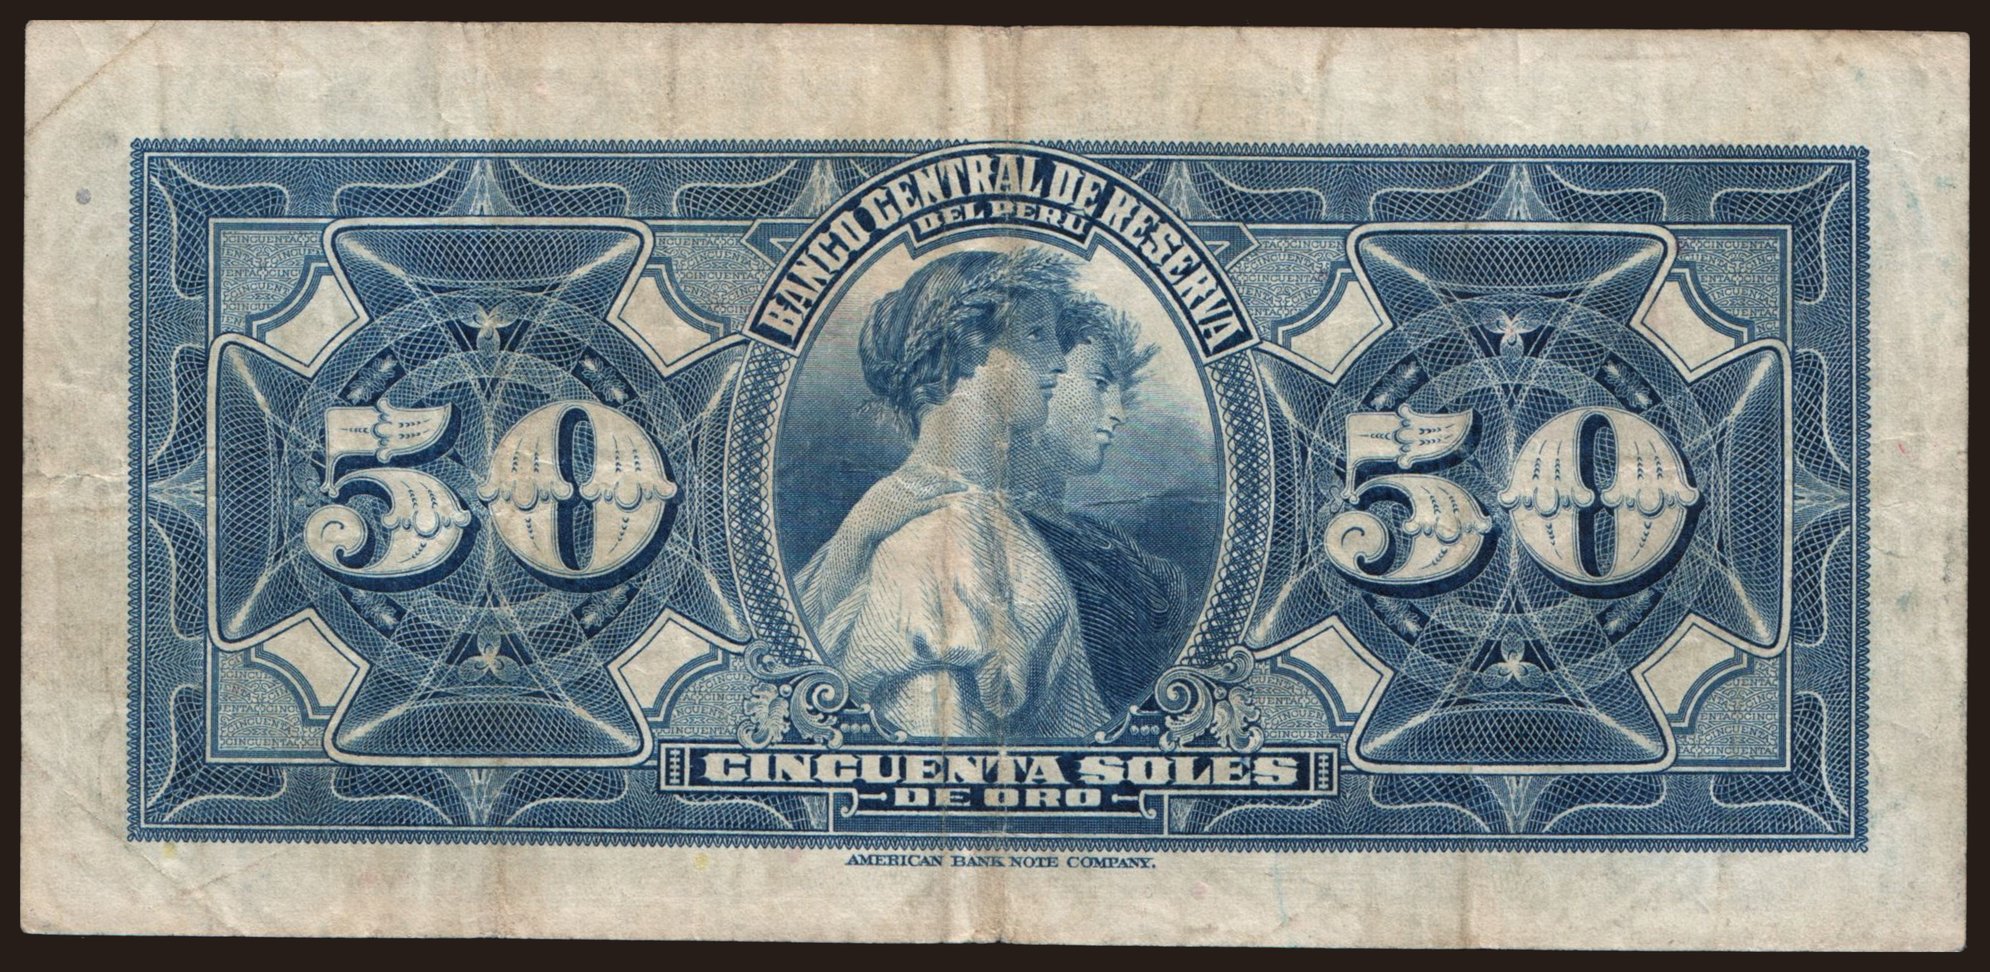 BANCO CENTRAL DE RESERVA
DEL PERU
50
50
CINCUENTA SOLES
DE ORO
AMERICAN BANK NOTE COMPANY.